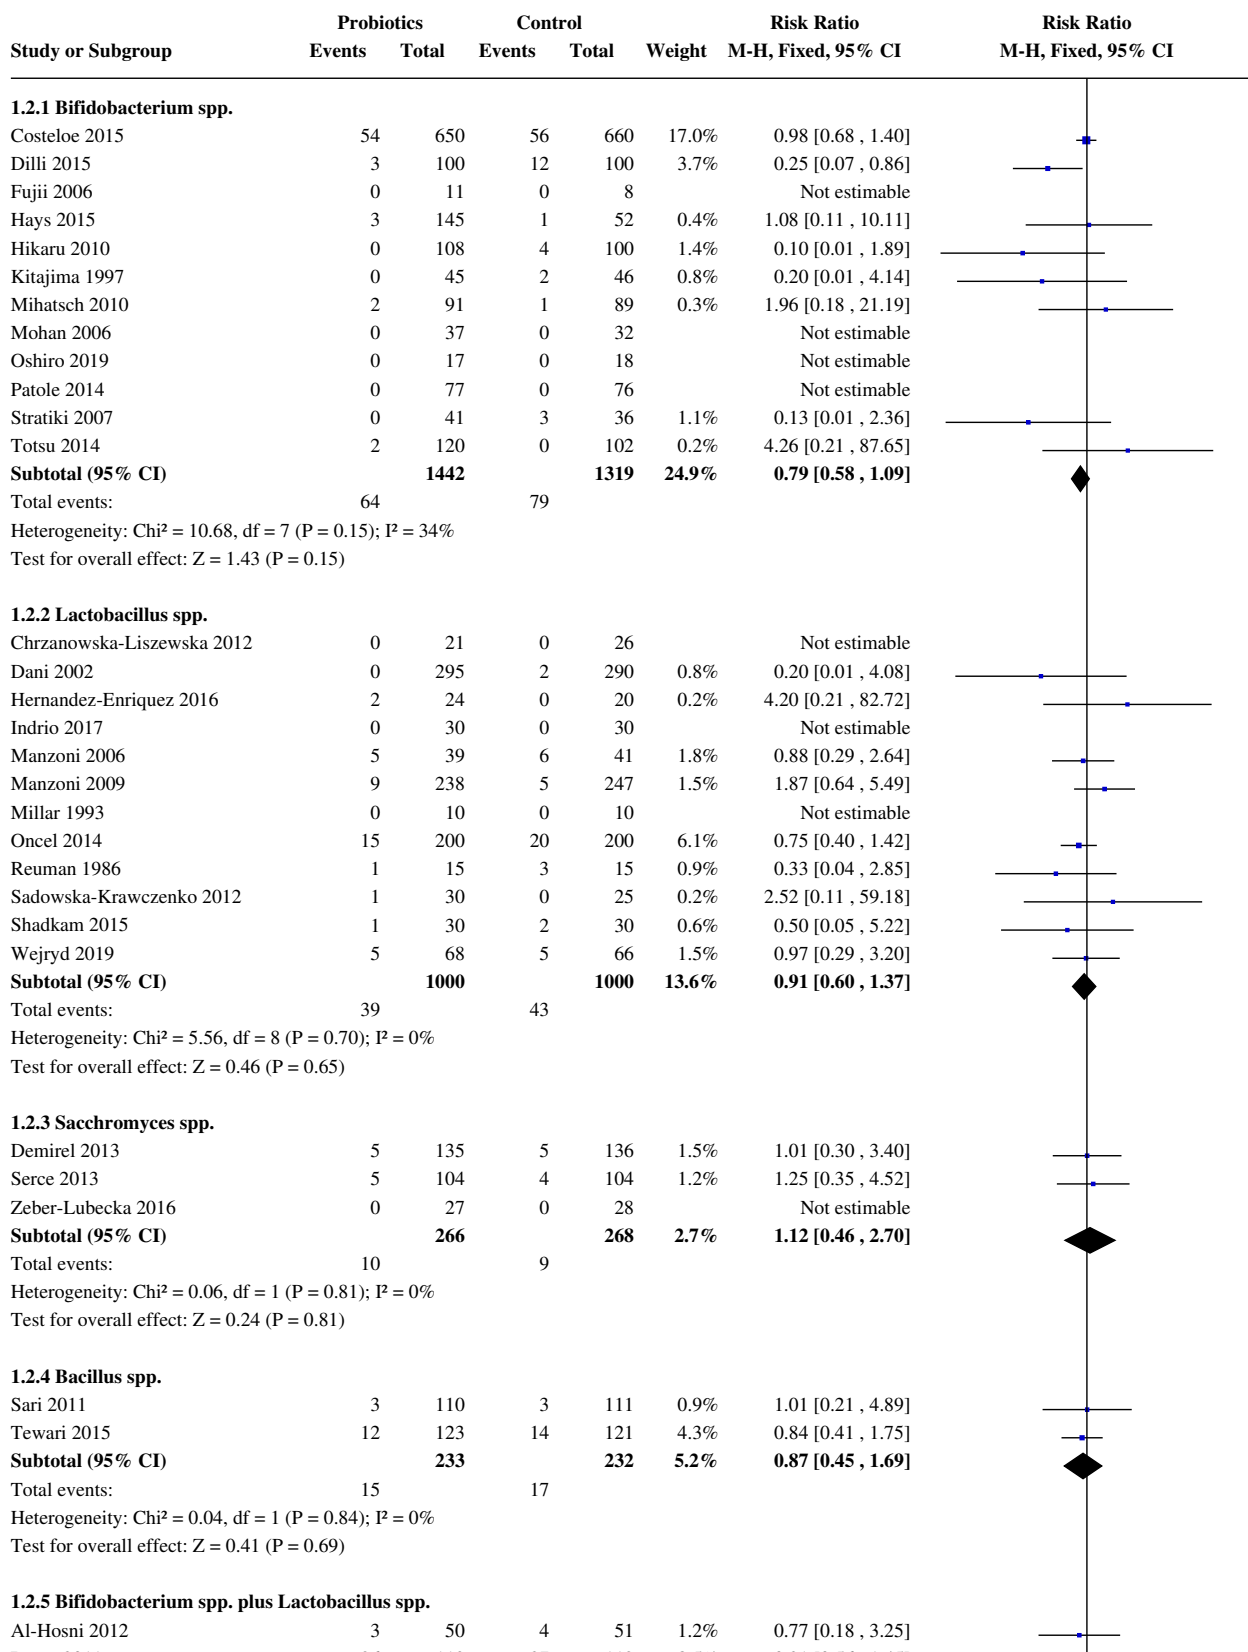 Probiotics Control Risk Ratio Risk Ratio
Study or Subgroup Events Total Events Total Weight M-H, Fixed, 95% CI M-H, Fixed, 95% CI
1.2.1 Bifidobacterium spp.
Costeloe 2015 54 650 56 660 17.0% 0.98 [0.68 , 1.40]
Dilli 2015 3 100 12 100 3.7% 0.25 [0.07 , 0.86]
Fujii 2006 0 11 0 8 Not estimable
Hays 2015 3 145 1 52 0.4% 1.08 [0.11 , 10.11]
Hikaru 2010 0 108 4 100 1.4% 0.10 [0.01 , 1.89]
Kitajima 1997 0 45 2 46 0.8% 0.20 [0.01 , 4.14]
Mihatsch 2010 2 91 1 89 0.3% 1.96 [0.18 , 21.19]
Mohan 2006 0 37 0 32 Not estimable
Oshiro 2019 0 17 0 18 Not estimable
Patole 2014 0 77 0 76 Not estimable
Stratiki 2007 0 41 3 36 1.1% 0.13 [0.01 , 2.36]
Totsu 2014 2 120 0 102 0.2% 4.26 [0.21 , 87.65]
Subtotal (95% CI) 1442 1319 24.9% 0.79 [0.58 , 1.09]
Total events: 64 79
Heterogeneity: Chi² = 10.68, df = 7 (P = 0.15); I² = 34%
Test for overall effect: Z = 1.43 (P = 0.15)
1.2.2 Lactobacillus spp.
Chrzanowska-Liszewska 2012 0 21 0 26 Not estimable
Dani 2002 0 295 2 290 0.8% 0.20 [0.01 , 4.08]
Hernandez-Enriquez 2016 2 24 0 20 0.2% 4.20 [0.21 , 82.72]
Indrio 2017 0 30 0 30 Not estimable
Manzoni 2006 5 39 6 41 1.8% 0.88 [0.29 , 2.64]
Manzoni 2009 9 238 5 247 1.5% 1.87 [0.64 , 5.49]
Millar 1993 0 10 0 10 Not estimable
Oncel 2014 15 200 20 200 6.1% 0.75 [0.40 , 1.42]
Reuman 1986 1 15 3 15 0.9% 0.33 [0.04 , 2.85]
Sadowska-Krawczenko 2012 1 30 0 25 0.2% 2.52 [0.11 , 59.18]
Shadkam 2015 1 30 2 30 0.6% 0.50 [0.05 , 5.22]
Wejryd 2019 5 68 5 66 1.5% 0.97 [0.29 , 3.20]
Subtotal (95% CI) 1000 1000 13.6% 0.91 [0.60 , 1.37]
Total events: 39 43
Heterogeneity: Chi² = 5.56, df = 8 (P = 0.70); I² = 0%
Test for overall effect: Z = 0.46 (P = 0.65)
1.2.3 Sacchromyces spp.
Demirel 2013 5 135 5 136 1.5% 1.01 [0.30 , 3.40]
Serce 2013 5 104 4 104 1.2% 1.25 [0.35 , 4.52]
Zeber-Lubecka 2016 0 27 0 28 Not estimable
Subtotal (95% CI) 266 268 2.7% 1.12 [0.46 , 2.70]
Total events: 10 9
Heterogeneity: Chi² = 0.06, df = 1 (P = 0.81); I² = 0%
Test for overall effect: Z = 0.24 (P = 0.81)
1.2.4 Bacillus spp.
Sari 2011 3 110 3 111 0.9% 1.01 [0.21 , 4.89]
Tewari 2015 12 123 14 121 4.3% 0.84 [0.41 , 1.75]
Subtotal (95% CI) 233 232 5.2% 0.87 [0.45 , 1.69]
Total events: 15 17
Heterogeneity: Chi² = 0.04, df = 1 (P = 0.84); I² = 0%
Test for overall effect: Z = 0.41 (P = 0.69)
1.2.5 Bifidobacterium spp. plus Lactobacillus spp.
Al-Hosni 2012 3 50 4 51 1.2% 0.77 [0.18 , 3.25]